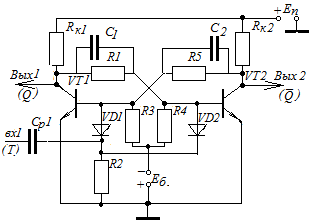 + Eп
Rк1 C1 C2 Rк2
R1 R5
Вых1 VT1 VT2 Вых 2
(Q) (Q̅)
R3 R4
вх1 Cр1 VD1 VD2
(T) R2
Eб.